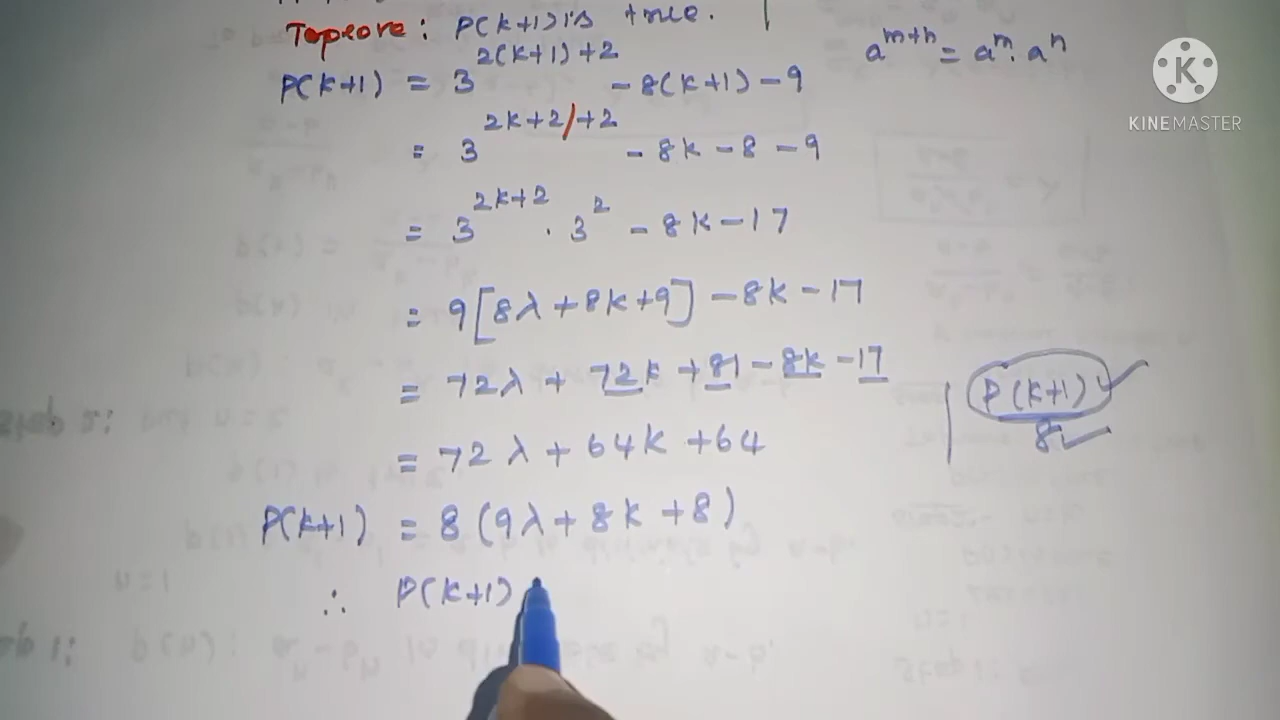 Toprove: P(k+1) is true.
a^{m+n} = a^m . a^n
P(k+1) = 3^{2(k+1)+2} - 8(k+1) - 9
= 3^{2k+2/+2} - 8k - 8 - 9
= 3^{2k+2} . 3^2 - 8k - 17
= 9[8λ + 8k + 9] - 8k - 17
= 72λ + 72k + 81 - 8k - 17
P(k+1) ✓
8 ✓
= 72λ + 64k + 64
P(k+1) = 8(9λ + 8k + 8)
∴ P(k+1)
K
KINEMASTER